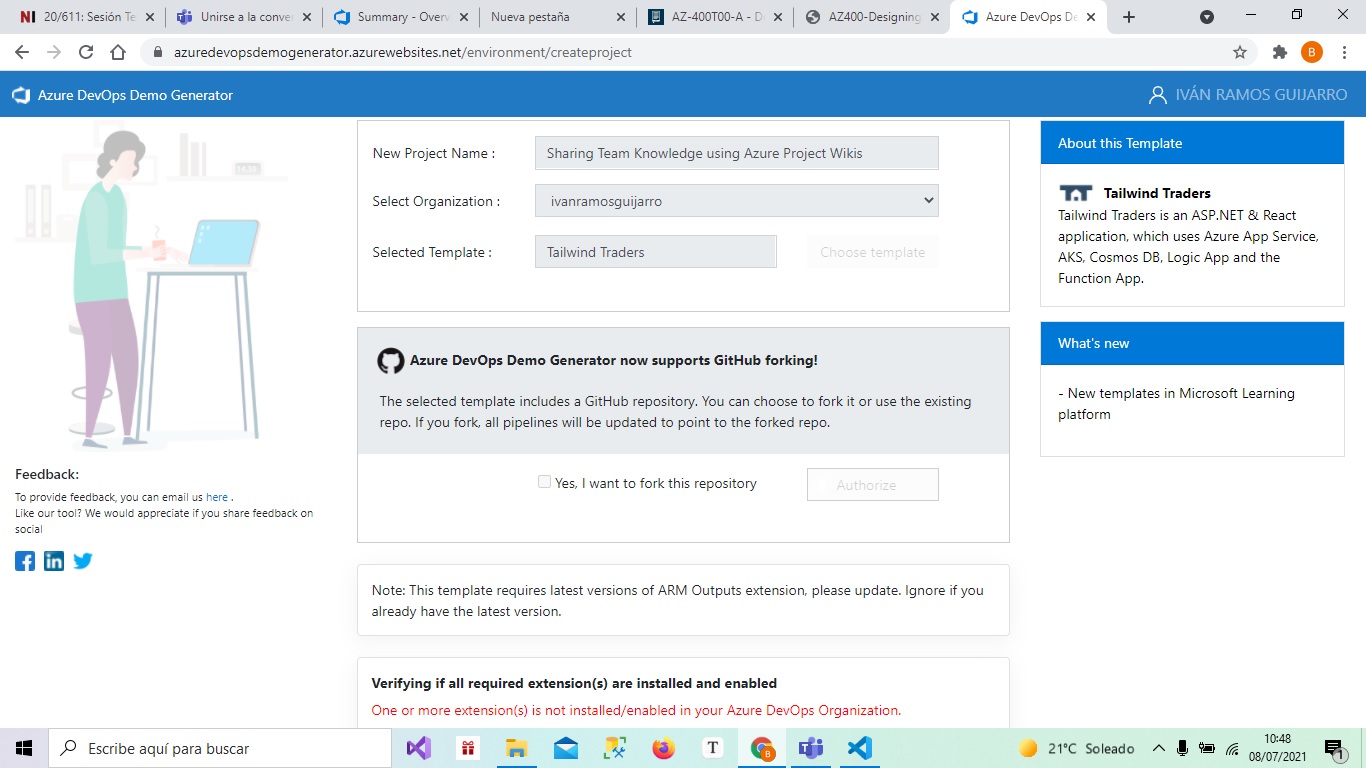 20/611: Sesión Te
Unirse a la conver
Summary - Overv
Nueva pestaña
AZ-400T00-A - D
AZ400-Designing
Azure DevOps De
azuredevopsdemogenerator.azurewebsites.net/environment/createproject
B
Azure DevOps Demo Generator
IVÁN RAMOS GUIJARRO
New Project Name :
Sharing Team Knowledge using Azure Project Wikis
Select Organization :
ivanramosguijarro
Selected Template :
Tailwind Traders
Choose template
Azure DevOps Demo Generator now supports GitHub forking!
The selected template includes a GitHub repository. You can choose to fork it or use the existing
repo. If you fork, all pipelines will be updated to point to the forked repo.
Yes, I want to fork this repository
Authorize
Note: This template requires latest versions of ARM Outputs extension, please update. Ignore if you
already have the latest version.
Verifying if all required extension(s) are installed and enabled
One or more extension(s) is not installed/enabled in your Azure DevOps Organization.
About this Template
Tailwind Traders
Tailwind Traders is an ASP.NET & React
application, which uses Azure App Service,
AKS, Cosmos DB, Logic App and the
Function App.
What's new
- New templates in Microsoft Learning
platform
Feedback:
To provide feedback, you can email us here .
Like our tool? We would appreciate if you share feedback on
social
Escribe aquí para buscar
21°C Soleado
10:48
08/07/2021
1